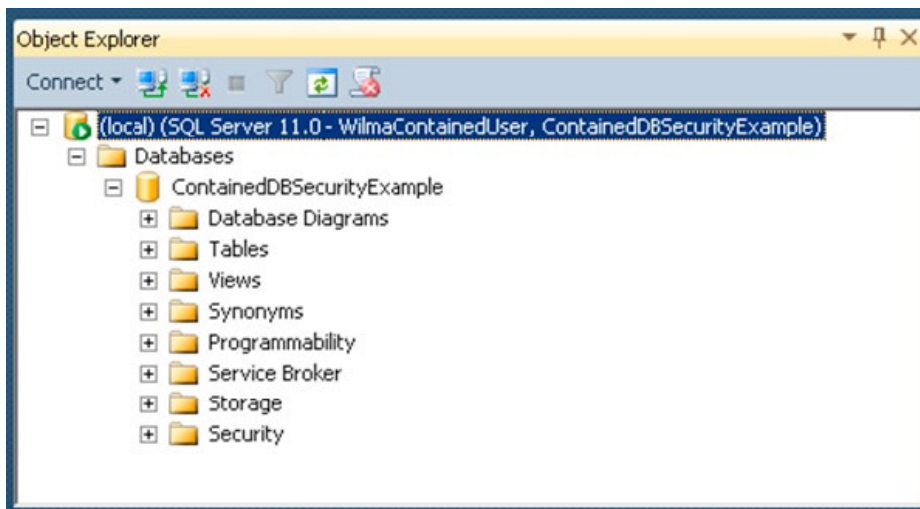 Object Explorer
Connect
(local) (SQL Server 11.0 - WilmaContainedUser, ContainedDBSecurityExample)
Databases
ContainedDBSecurityExample
Database Diagrams
Tables
Views
Synonyms
Programmability
Service Broker
Storage
Security